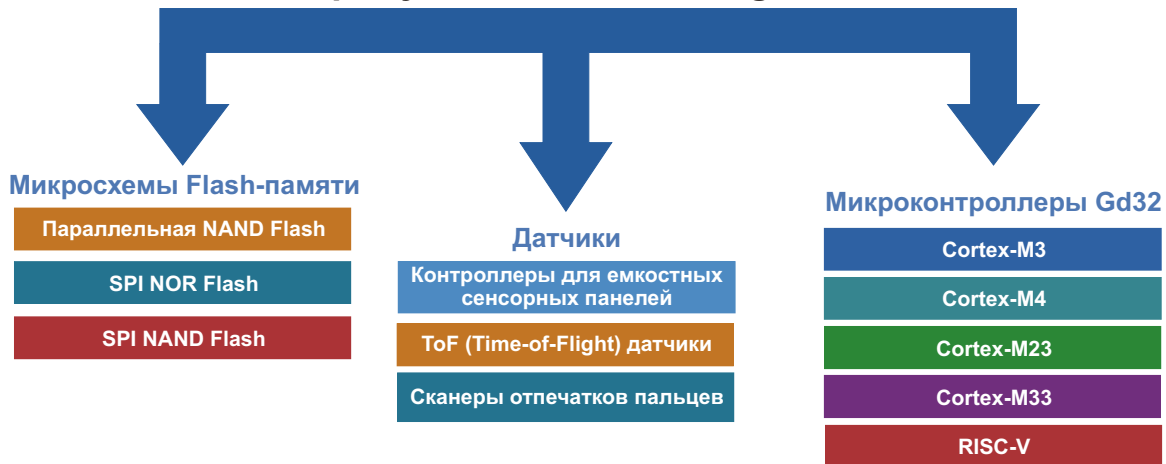 Микросхемы Flash-памяти
Параллельная NAND Flash
SPI NOR Flash
SPI NAND Flash
Датчики
Контроллеры для емкостных
сенсорных панелей
ToF (Time-of-Flight) датчики
Сканеры отпечатков пальцев
Микроконтроллеры Gd32
Cortex-M3
Cortex-M4
Cortex-M23
Cortex-M33
RISC-V